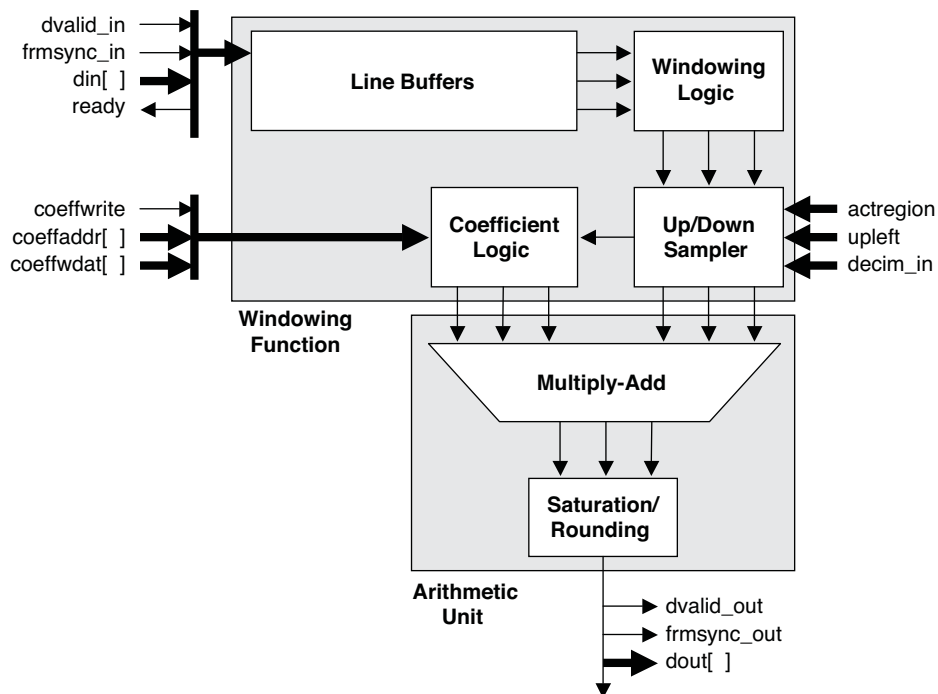 dvalid_in
frmsync_in
din[ ]
ready
Line Buffers
Windowing
Logic
coeffwrite
coeffaddr[ ]
coeffwdat[ ]
Coefficient
Logic
Up/Down
Sampler
actregion
upleft
decim_in
Windowing
Function
Multiply-Add
Saturation/
Rounding
Arithmetic
Unit
dvalid_out
frmsync_out
dout[ ]